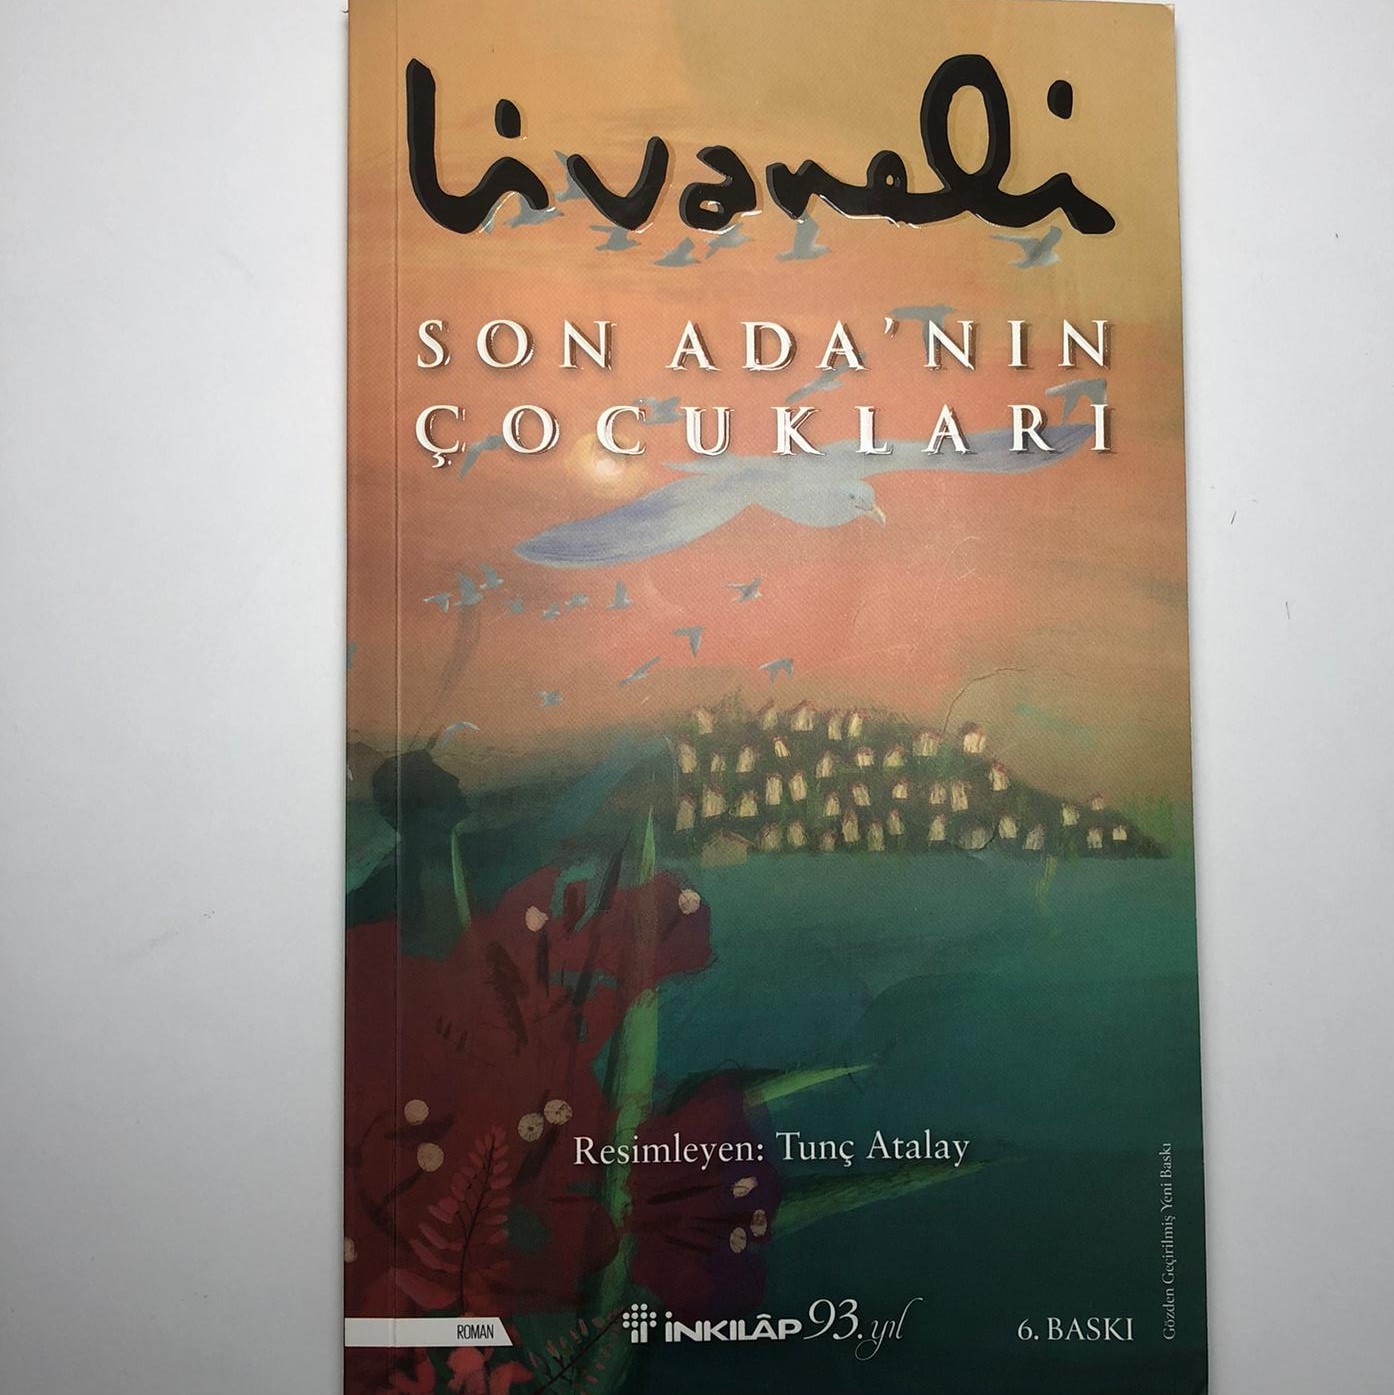 livaneli
SON ADA'NIN
ÇOCUKLARI
Resimleyen: Tunç Atalay
Gözden Geçirilmiş Yeni Baskı
ROMAN
İNKILÂP 93.yıl
6. BASKI